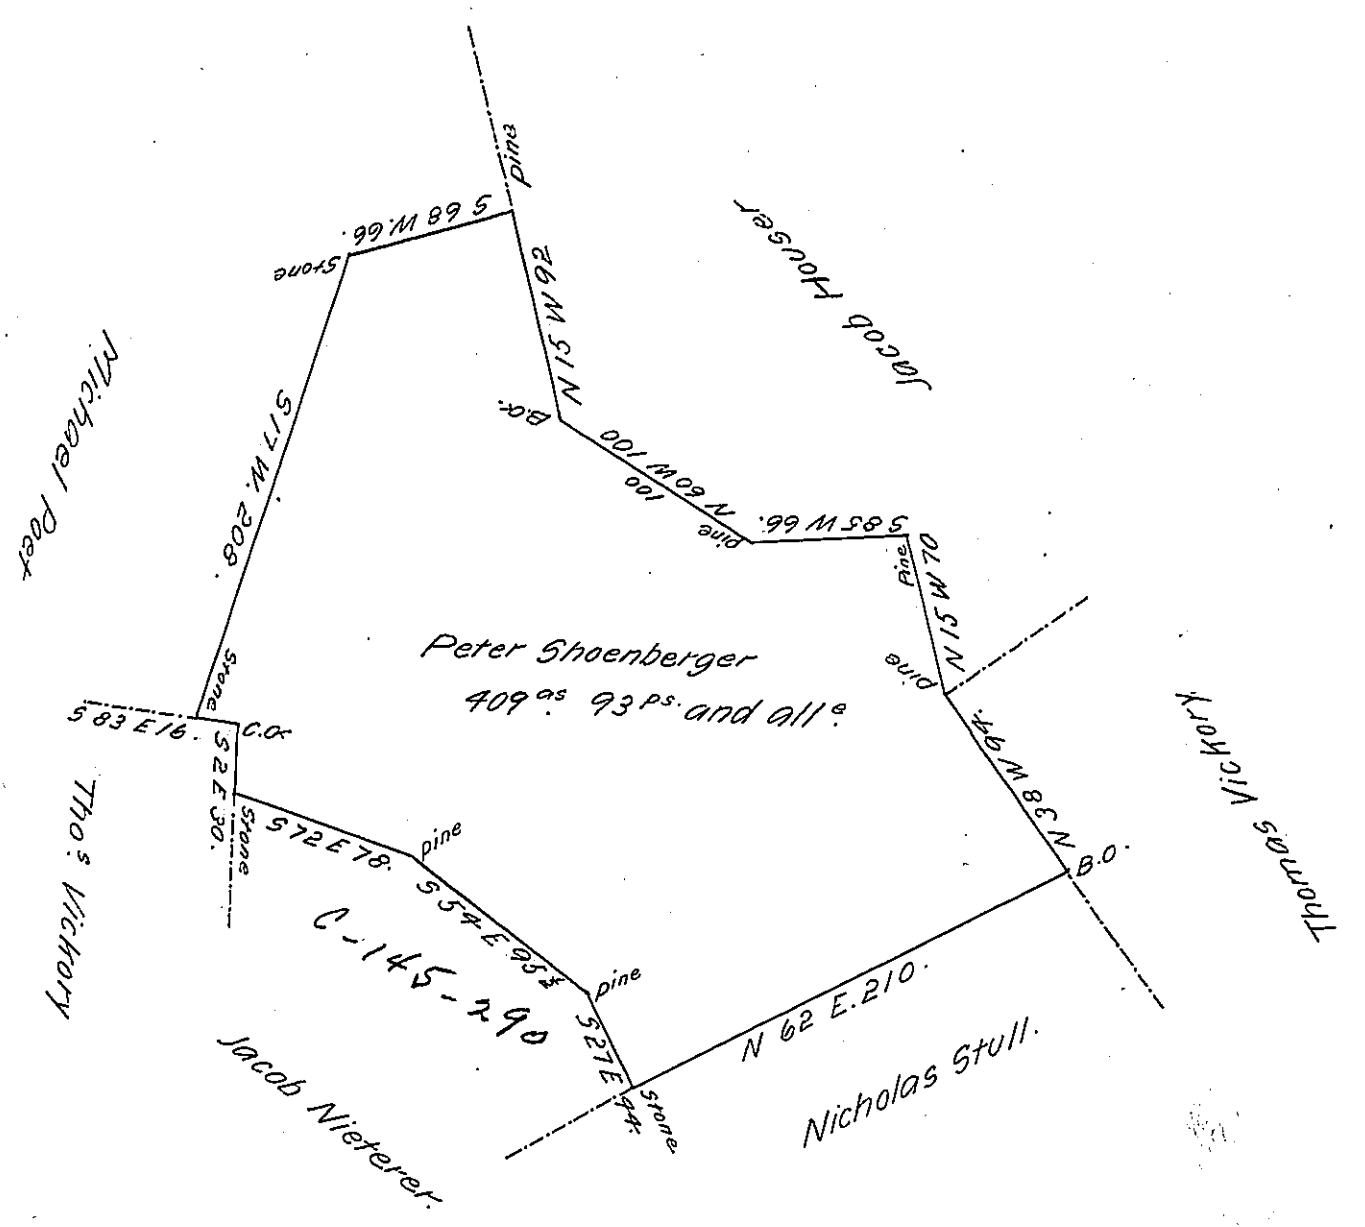 pine
S 68 W. 66.
Stone
N 15 W 92
Jacob Houser
Michael Poet
B.O.
S 17 W. 208.
N 60 W 100
100
pine
S 85 W 66.
Pine
N 15 W 70
pine
Peter Shoenberger
409 as 93 ps. and all e.
Stone
S 83 E 16.
C.O.
S 2 E 30.
Stone
N 38 W 94.
Thomas Vickory
B.O.
Tho.s Vickory
S 72 E 78.
pine
S 54 E 95½
pine
C-145-290
S 27 E 44.
Stone
N 62 E. 210.
Nicholas Stull.
Jacob Nieterer.